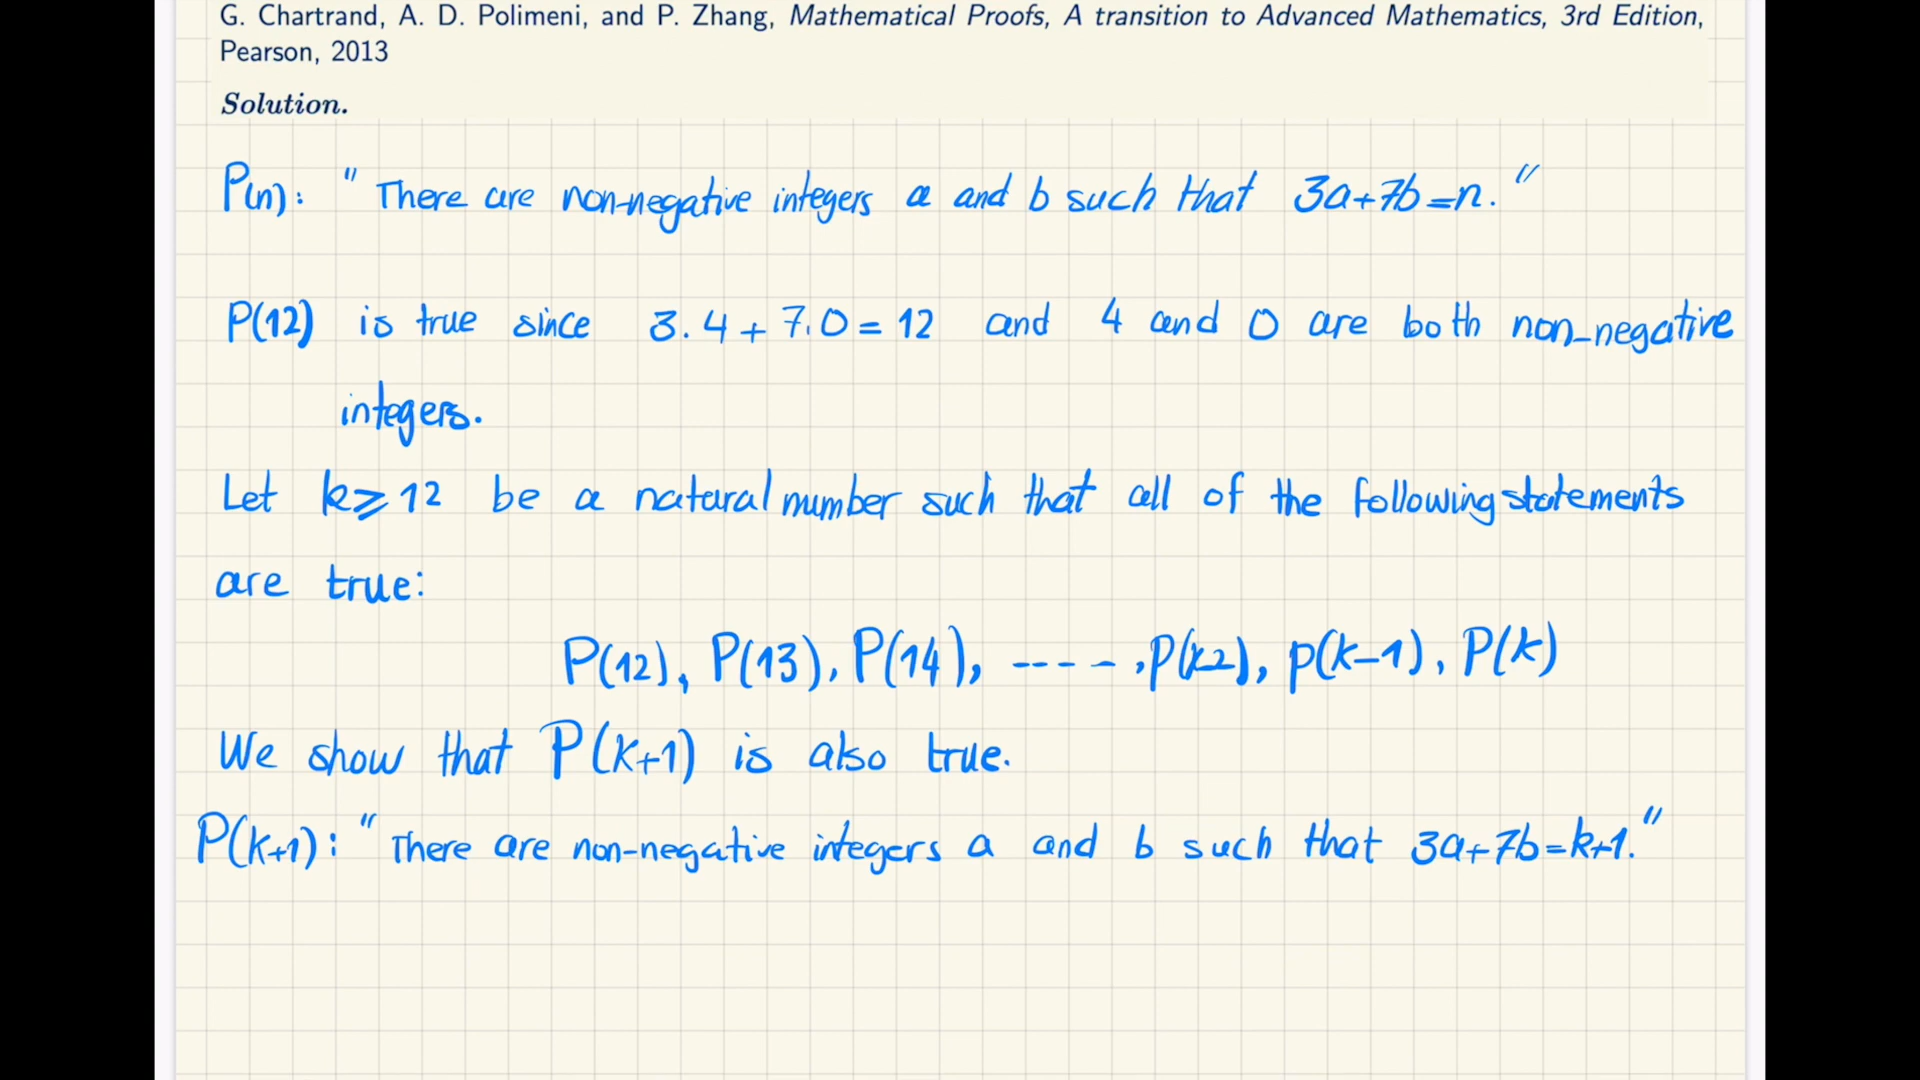 G. Chartrand, A. D. Polimeni, and P. Zhang, Mathematical Proofs, A transition to Advanced Mathematics, 3rd Edition,
Pearson, 2013
Solution.
P(n): " There are non-negative integers a and b such that 3a+7b=n."
P(12) is true since 3.4+7.0=12 and 4 and 0 are both non-negative
integers.
Let k⩾12 be a natural number such that all of the following statements
are true:
P(12), P(13), P(14), ----- , P(k-2), p(k-1), P(k)
We show that P(k+1) is also true.
P(k+1): " There are non-negative integers a and b such that 3a+7b=k+1."